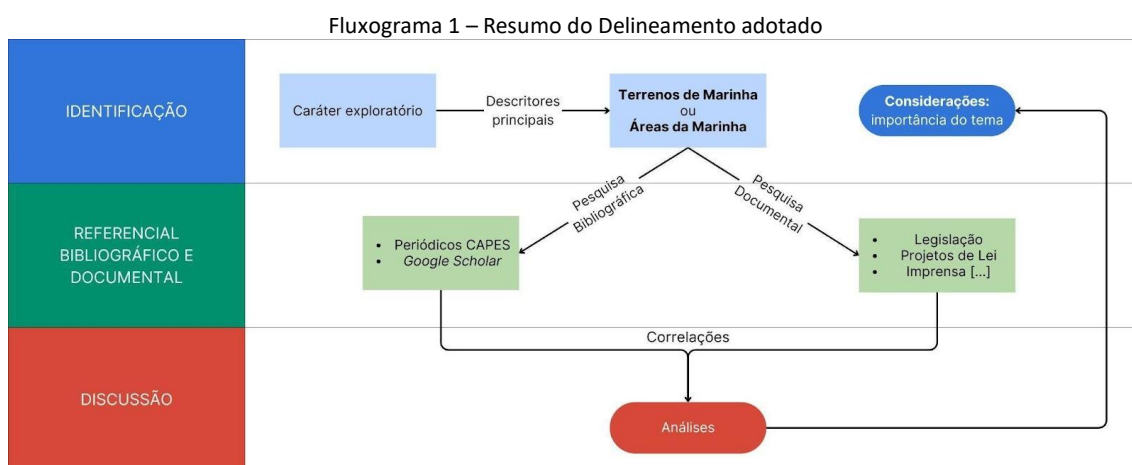 Fluxograma 1 – Resumo do Delineamento adotado
IDENTIFICAÇÃO
Caráter exploratório
Descritores
principais
Terrenos de Marinha
ou
Áreas da Marinha
Considerações:
importância do tema
REFERENCIAL
BIBLIOGRÁFICO E
DOCUMENTAL
Pesquisa
Bibliográfica
Pesquisa
Documental
• Periódicos CAPES
• Google Scholar
• Legislação
• Projetos de Lei
• Imprensa [...]
DISCUSSÃO
Correlações
Análises